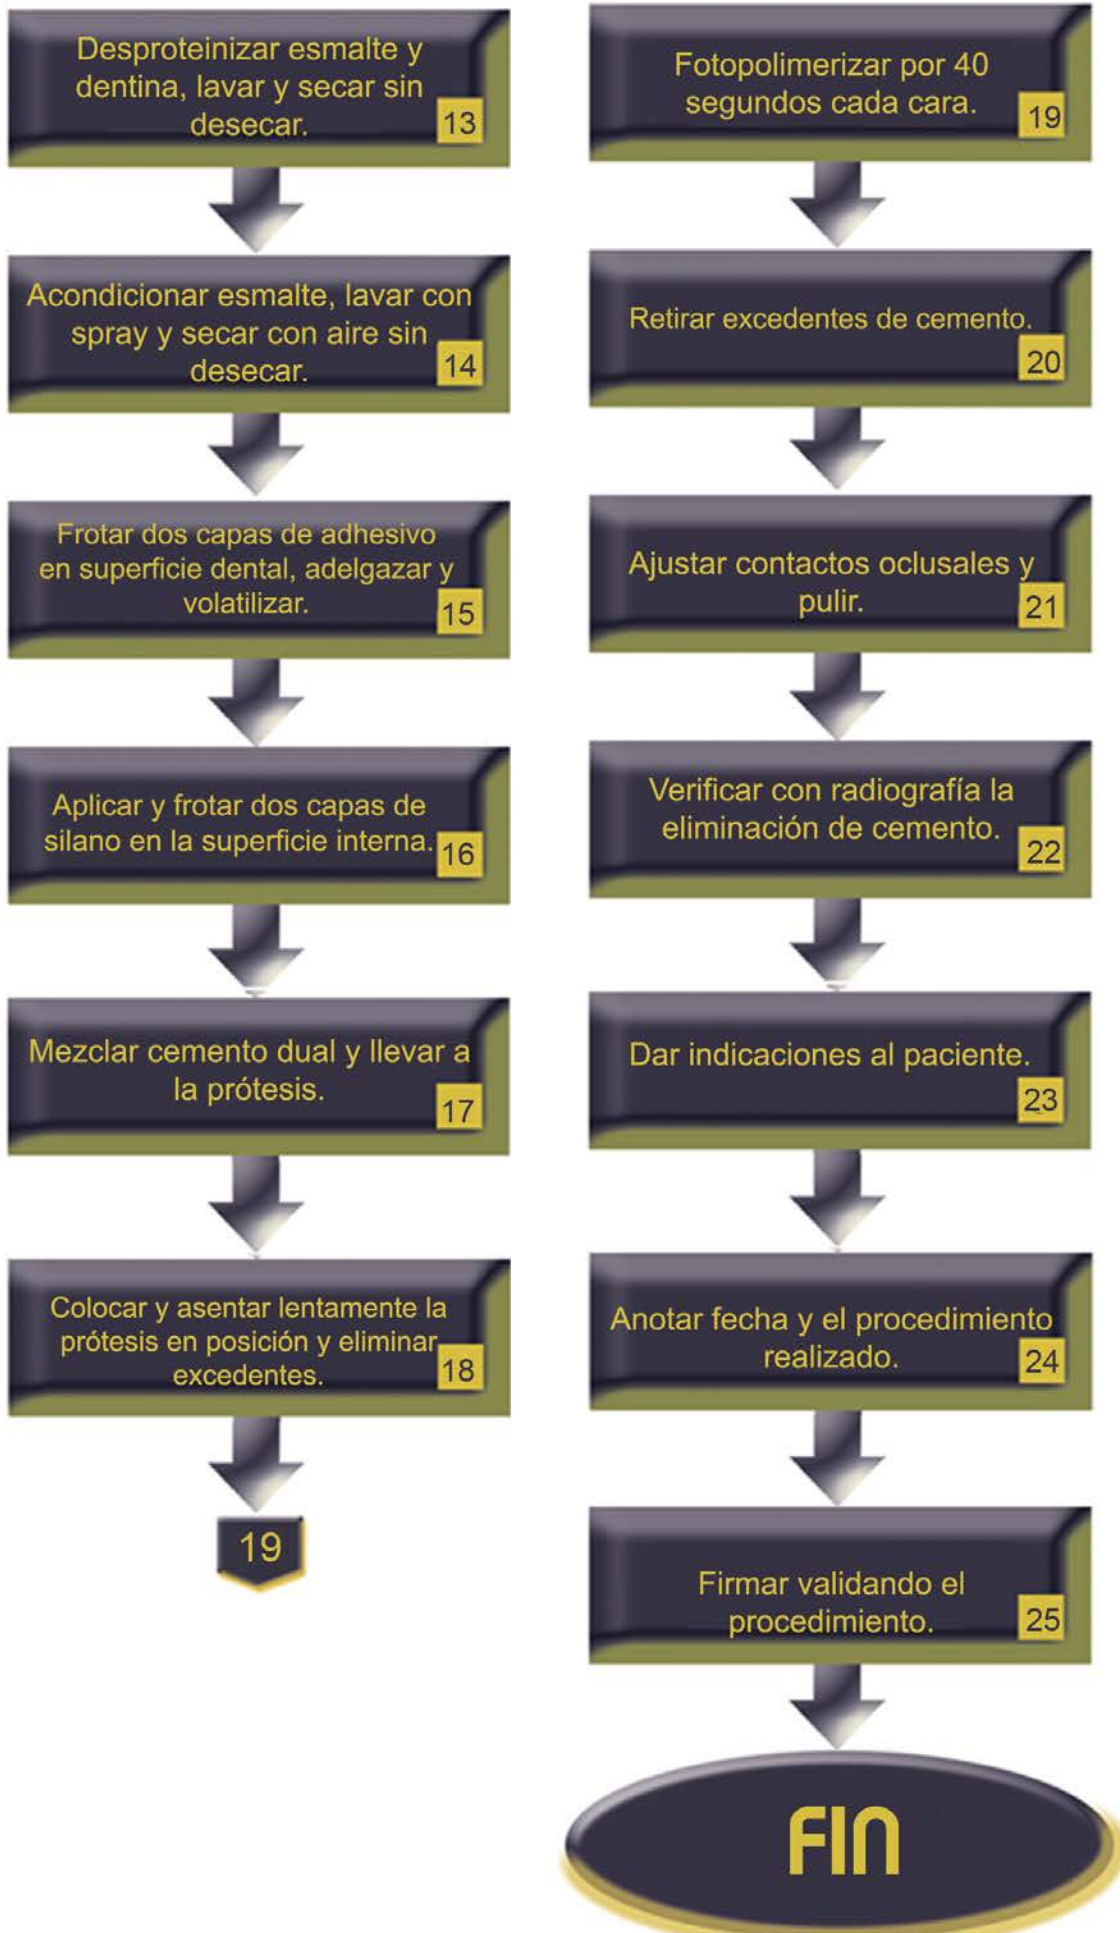 Desproteinizar esmalte y
dentina, lavar y secar sin
desecar.
13
Acondicionar esmalte, lavar con
spray y secar con aire sin
desecar.
14
Frotar dos capas de adhesivo
en superficie dental, adelgazar y
volatilizar.
15
Aplicar y frotar dos capas de
silano en la superficie interna.
16
Mezclar cemento dual y llevar a
la prótesis.
17
Colocar y asentar lentamente la
prótesis en posición y eliminar
excedentes.
18
19
Fotopolimerizar por 40
segundos cada cara.
19
Retirar excedentes de cemento.
20
Ajustar contactos oclusales y
pulir.
21
Verificar con radiografía la
eliminación de cemento.
22
Dar indicaciones al paciente.
23
Anotar fecha y el procedimiento
realizado.
24
Firmar validando el
procedimiento.
25
FIN